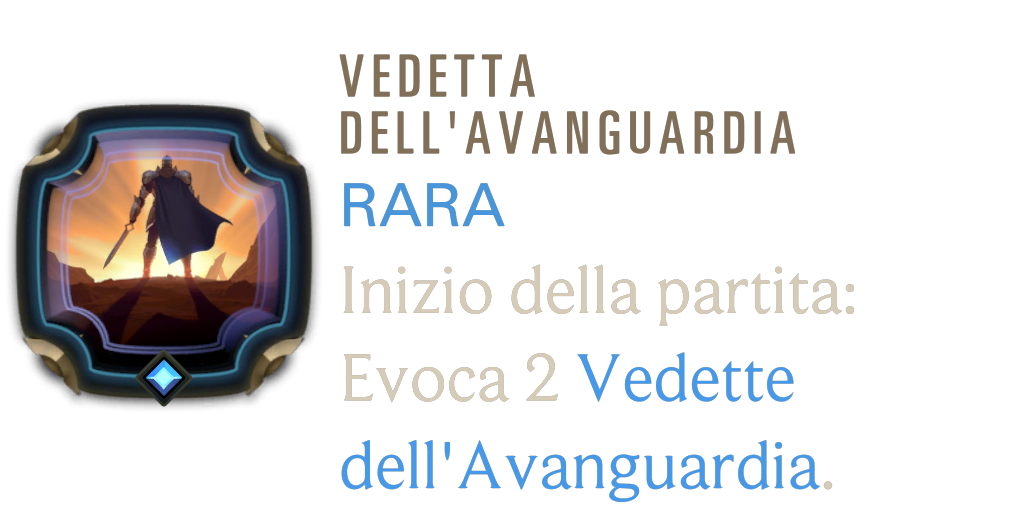 VEDETTA
DELL'AVANGUARDIA
RARA
Inizio della partita:
Evoca 2 Vedette
dell'Avanguardia.